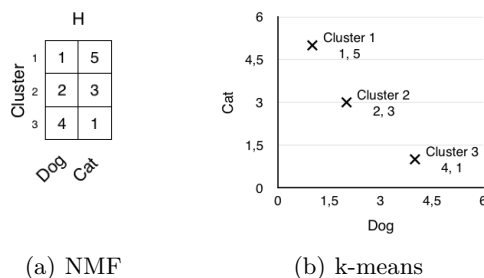 H
1 1 5
Cluster 2 2 3
3 4 1
Dog Cat
(a) NMF
6
4,5
3
1,5
0
Cat
Cluster 1
1, 5
Cluster 2
2, 3
Cluster 3
4, 1
0 1,5 3 4,5 6
Dog
(b) k-means